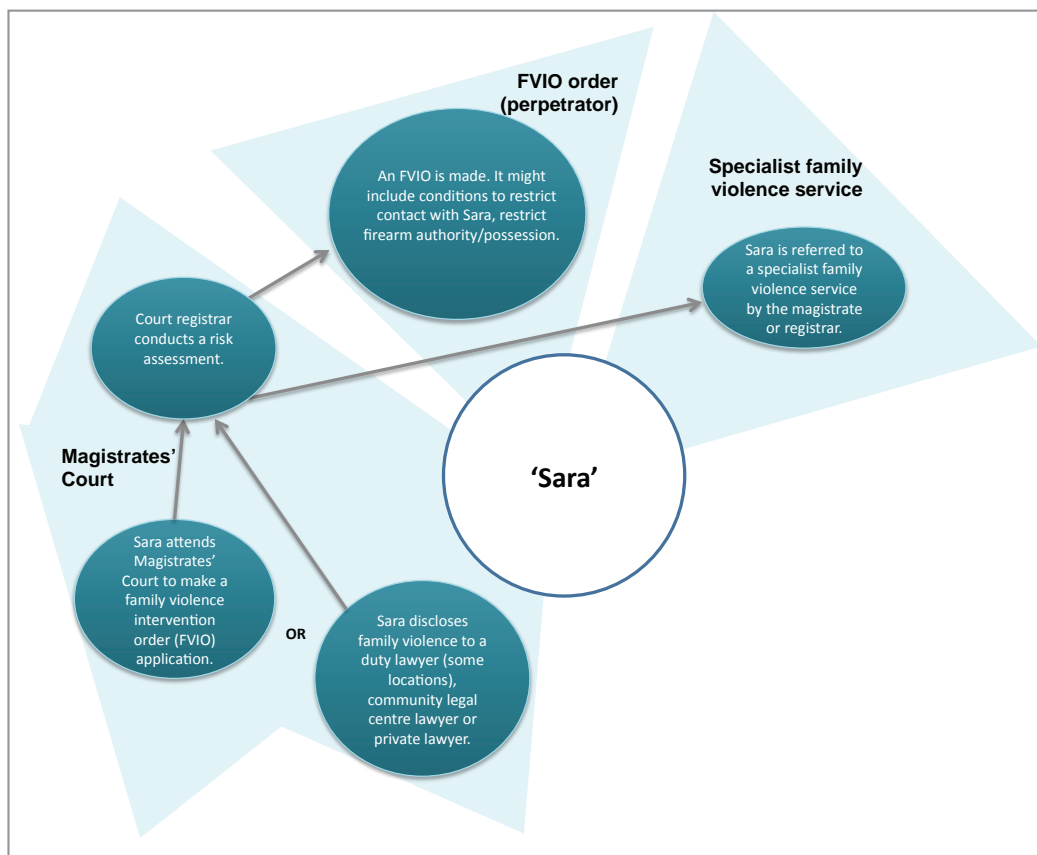 FVIO order
(perpetrator)
An FVIO is made. It might
include conditions to restrict
contact with Sara, restrict
firearm authority/possession.
Specialist family
violence service
Sara is referred to
a specialist family
violence service
by the magistrate
or registrar.
Court registrar
conducts a risk
assessment.
Magistrates’
Court
‘Sara’
Sara attends
Magistrates’
Court to make a
family violence
intervention
order (FVIO)
application.
OR
Sara discloses
family violence to a
duty lawyer (some
locations),
community legal
centre lawyer or
private lawyer.